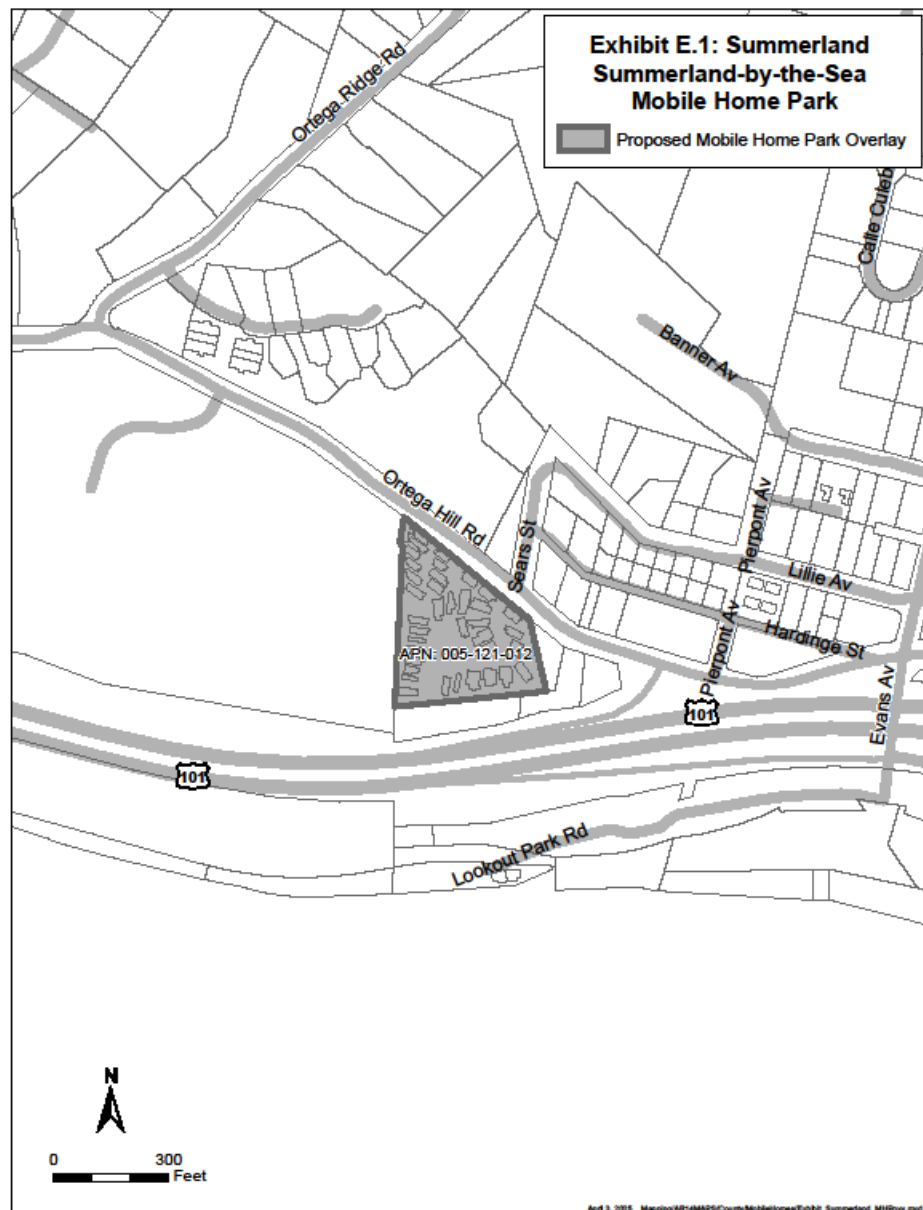 Exhibit E.1: Summerland
Summerland-by-the-Sea
Mobile Home Park
Proposed Mobile Home Park Overlay
Ortega Ridge Rd
Calle Culeb
Banner Av
Ortega Hill Rd
Sears St
Pierpont Av
Lillie Av
Hardinge St
APN: 005-121-012
Pierpont Av
Evans Av
101
101
Lookout Park Rd
N
0 300
Feet